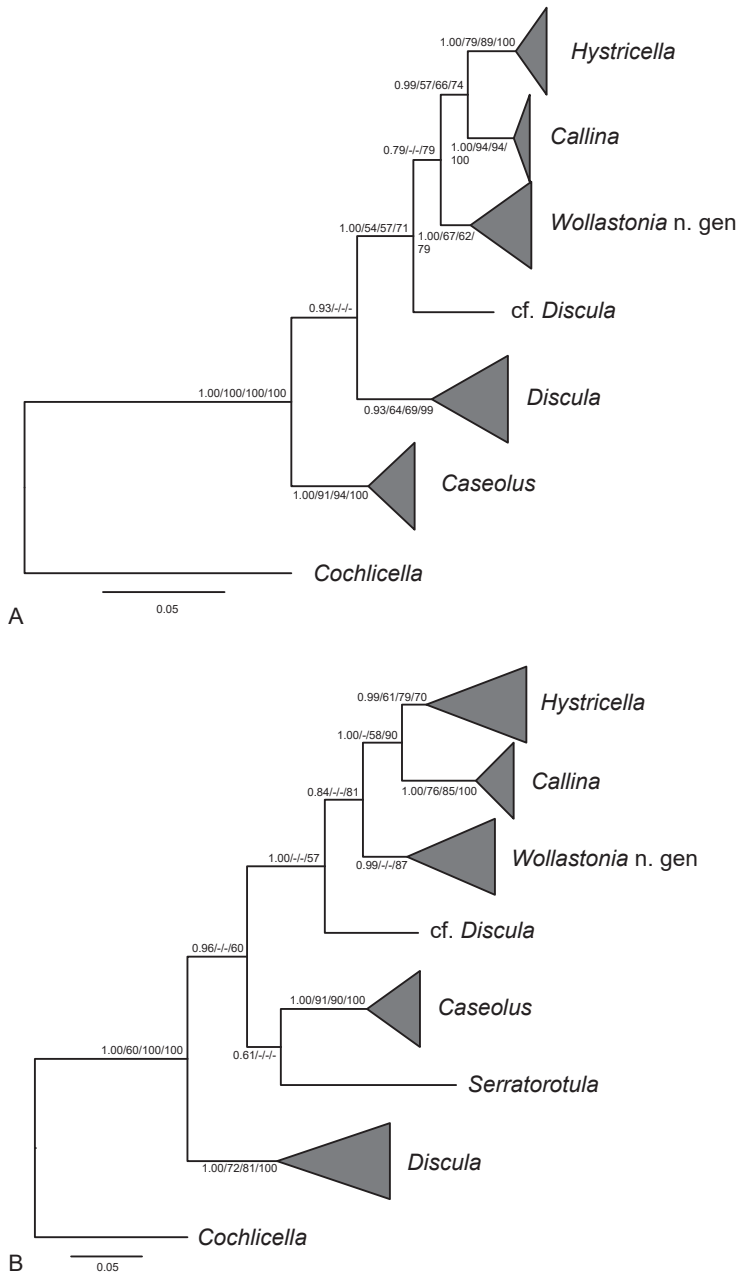 1.00/79/89/100
Hystricella
0.99/57/66/74
Callina
0.79/-/-/79
1.00/94/94/
100
Wollastonia n. gen
1.00/54/57/71
1.00/67/62/
79
cf. Discula
0.93/-/-/-
1.00/100/100/100
Discula
0.93/64/69/99
Caseolus
1.00/91/94/100
Cochlicella
0.05
A
0.99/61/79/70
Hystricella
1.00/-/58/90
Callina
0.84/-/-/81
1.00/76/85/100
Wollastonia n. gen
1.00/-/-/57
0.99/-/-/87
cf. Discula
0.96/-/-/60
1.00/91/90/100
Caseolus
1.00/60/100/100
0.61/-/-/-
Serratorotula
Discula
1.00/72/81/100
Cochlicella
B
0.05